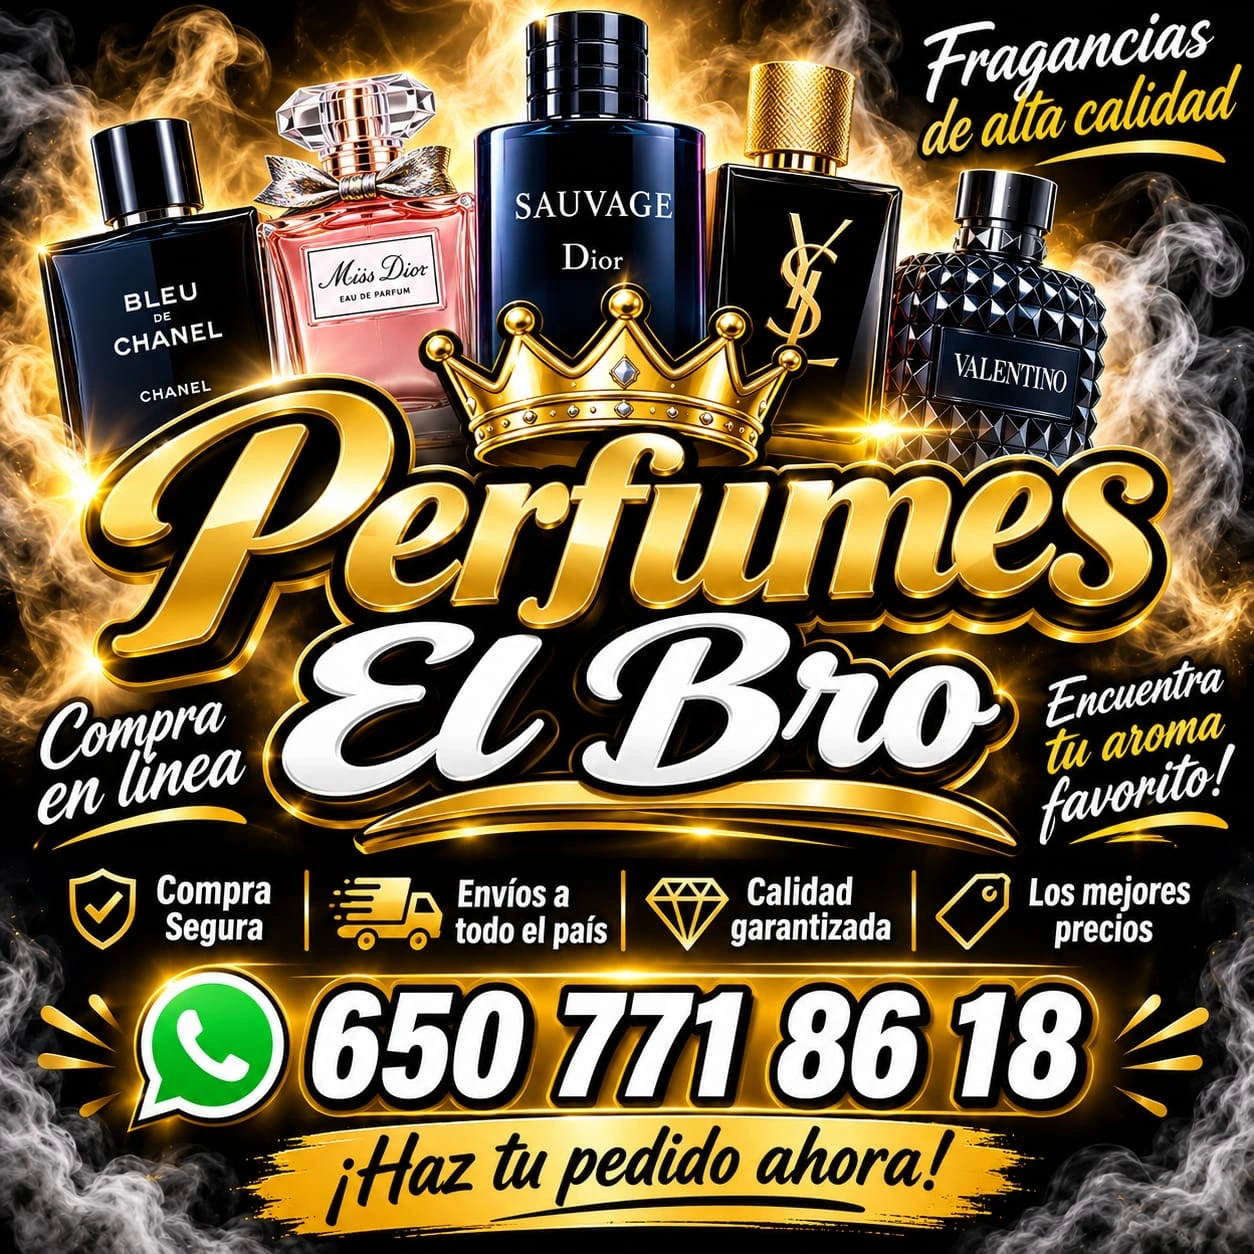 Fragancias
de alta calidad
BLEU
DE
CHANEL
CHANEL
Miss Dior
EAU DE PARFUM
SAUVAGE
Dior
YSL
VALENTINO
Perfumes
El Bro
Compra
en línea
Encuentra
tu aroma
favorito!
Compra
Segura
Envíos a
todo el país
Calidad
garantizada
Los mejores
precios
650 771 86 18
¡Haz tu pedido ahora!